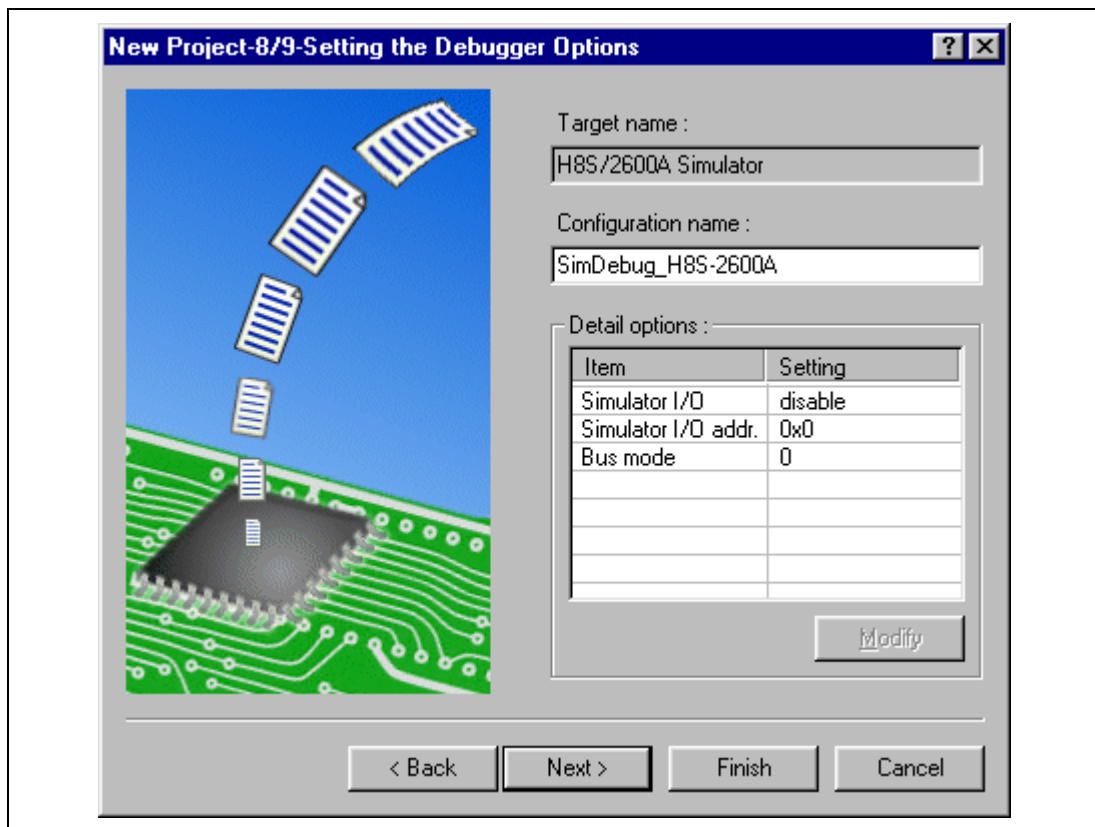 New Project-8/9-Setting the Debugger Options
Target name :
H8S/2600A Simulator
Configuration name :
SimDebug_H8S-2600A
Detail options :
Item Setting
Simulator I/O disable
Simulator I/O addr. 0x0
Bus mode 0
Modify
< Back Next > Finish Cancel